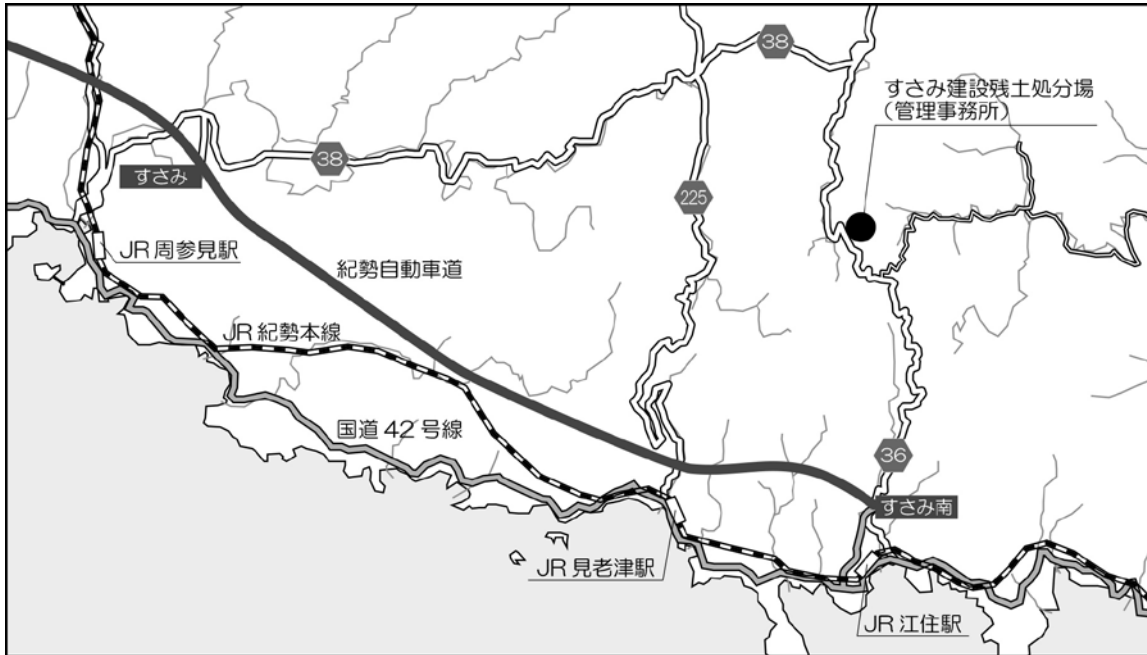 38
すさみ建設残土処分場
（管理事務所）
38
すさみ
225
JR周参見駅
紀勢自動車道
JR紀勢本線
国道42号線
36
すさみ南
JR見老津駅
JR江住駅